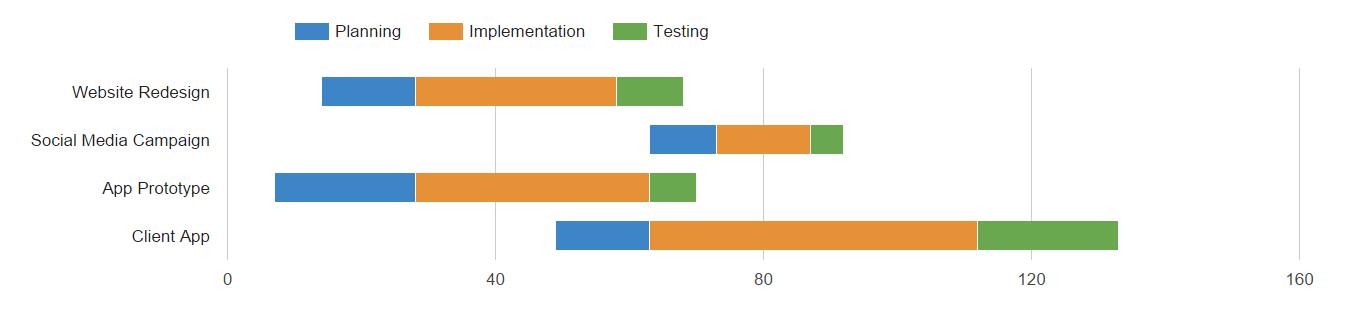 Planning Implementation Testing
Website Redesign
Social Media Campaign
App Prototype
Client App
0 40 80 120 160